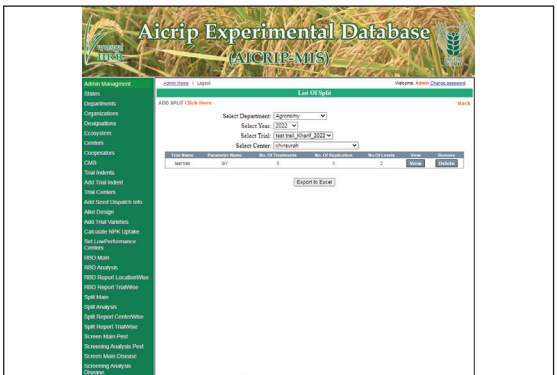 Aicrip Experimental Database
(AICRIP-MIS)
IIRR
Admin Managment
States
Departments
Organizations
Designations
Ecosystem
Centers
Cooperators
CMS
Trial Indents
Add Trial Indent
Trial Centers
Add Seed Dispatch Info
Allot Design
Add Trial Varieties
Calculate NPK Uptake
Set LowPerformance
Centers
RBD Main
RBD Analysis
RBD Report LocationWise
RBD Report TrialWise
Split Main
Split Analysis
Split Report CenterWise
Split Report TrialWise
Screen Main Pest
Screening Analysis Pest
Screen Main Disease
Screening Analysis
Disease
Admin Home | Logout
Welcome, Admin Change password
List Of Split
ADD SPLIT Click Here
Back
Select Department: Agronomy
Select Year: 2022
Select Trial: test trail_Kharif_2022
Select Center: chinsurah
Trial Name Parameter Name No. Of Treatments No. Of Replication No.Of Levels View Remove
test trail GY 6 3 2 View Delete
Export to Excel